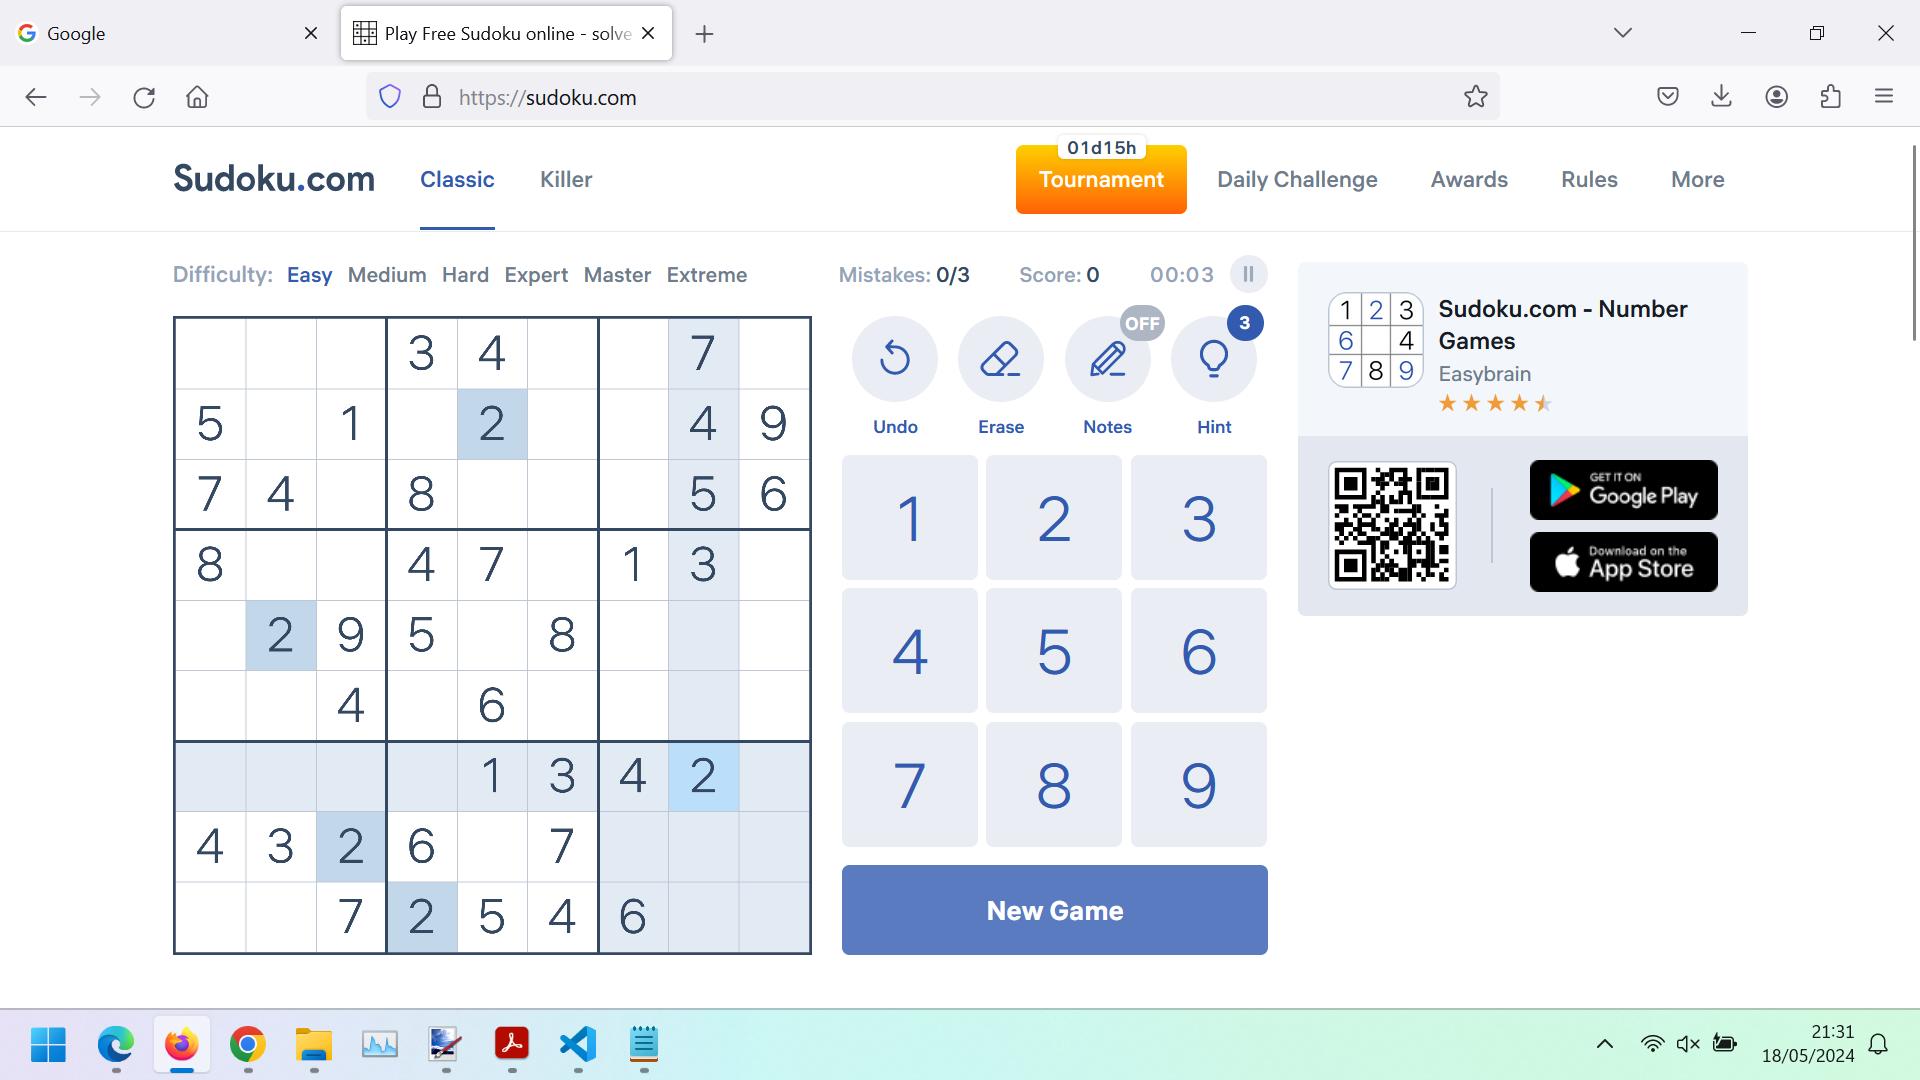 Google
Play Free Sudoku online - solve
https://sudoku.com
Sudoku.com
Classic
Killer
01d15h
Tournament
Daily Challenge
Awards
Rules
More
Difficulty: Easy Medium Hard Expert Master Extreme
Mistakes: 0/3
Score: 0
00:03
3 4 7
5 1 2 4 9
7 4 8 5 6
8 4 7 1 3
2 9 5 8
4 6
1 3 4 2
4 3 2 6 7
7 2 5 4 6
OFF
3
Undo
Erase
Notes
Hint
1 2 3
4 5 6
7 8 9
New Game
1 2 3
6 4
7 8 9
Sudoku.com - Number
Games
Easybrain
GET IT ON
Google Play
Download on the
App Store
21:31
18/05/2024